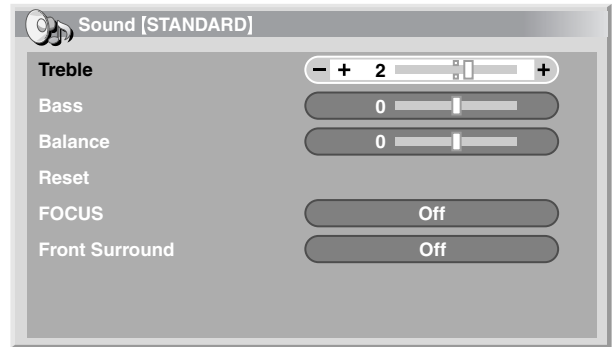 Sound [STANDARD]
Treble − + 2 +
Bass 0
Balance 0
Reset
FOCUS Off
Front Surround Off